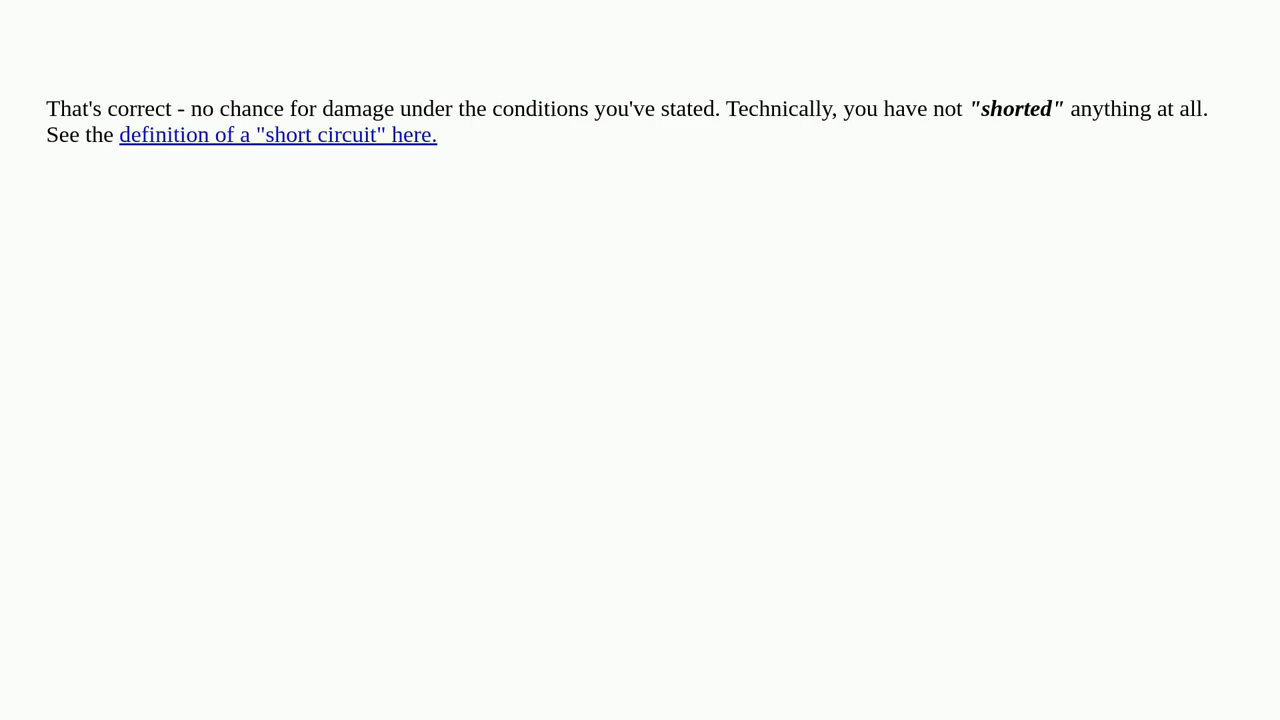 That's correct - no chance for damage under the conditions you've stated. Technically, you have not "shorted" anything at all.
See the definition of a "short circuit" here.